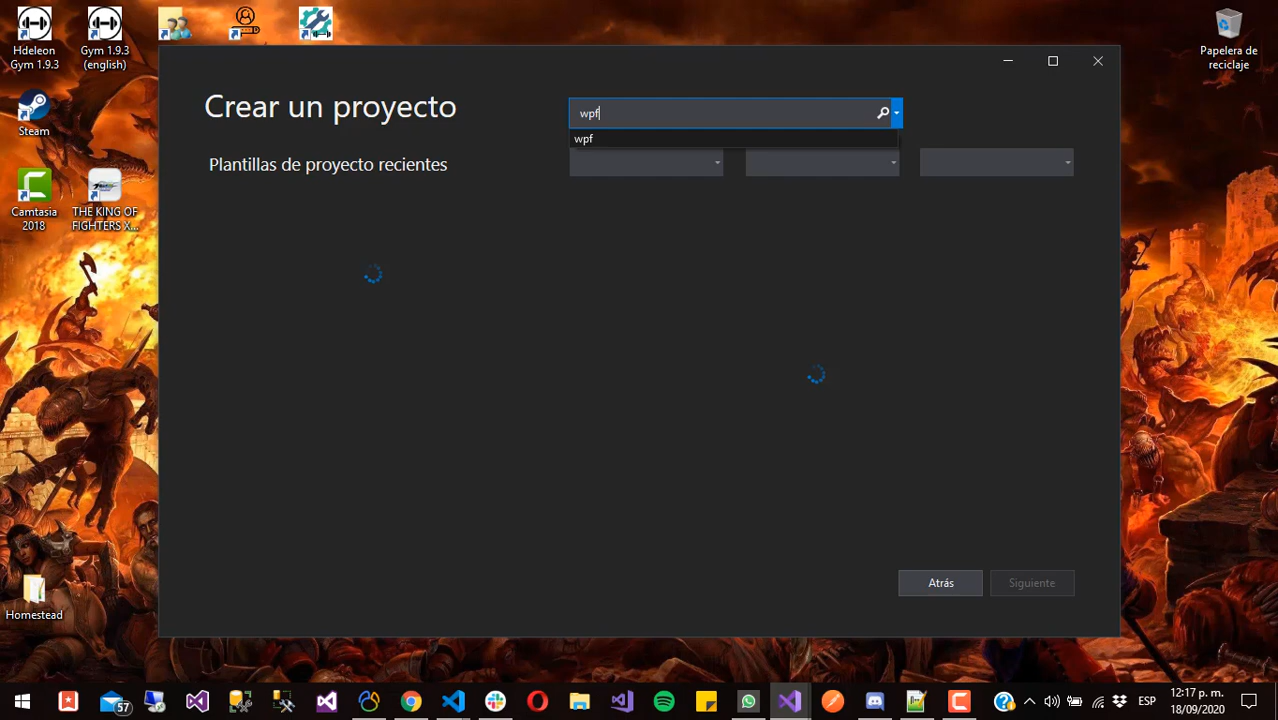 Hdeleon
Gym 1.9.3
Gym 1.9.3
(english)
Steam
Camtasia
2018
THE KING OF
FIGHTERS X...
Homestead
Papelera de
reciclaje
Crear un proyecto
wpf
wpf
Plantillas de proyecto recientes
Atrás
Siguiente
57
ESP
12:17 p. m.
18/09/2020